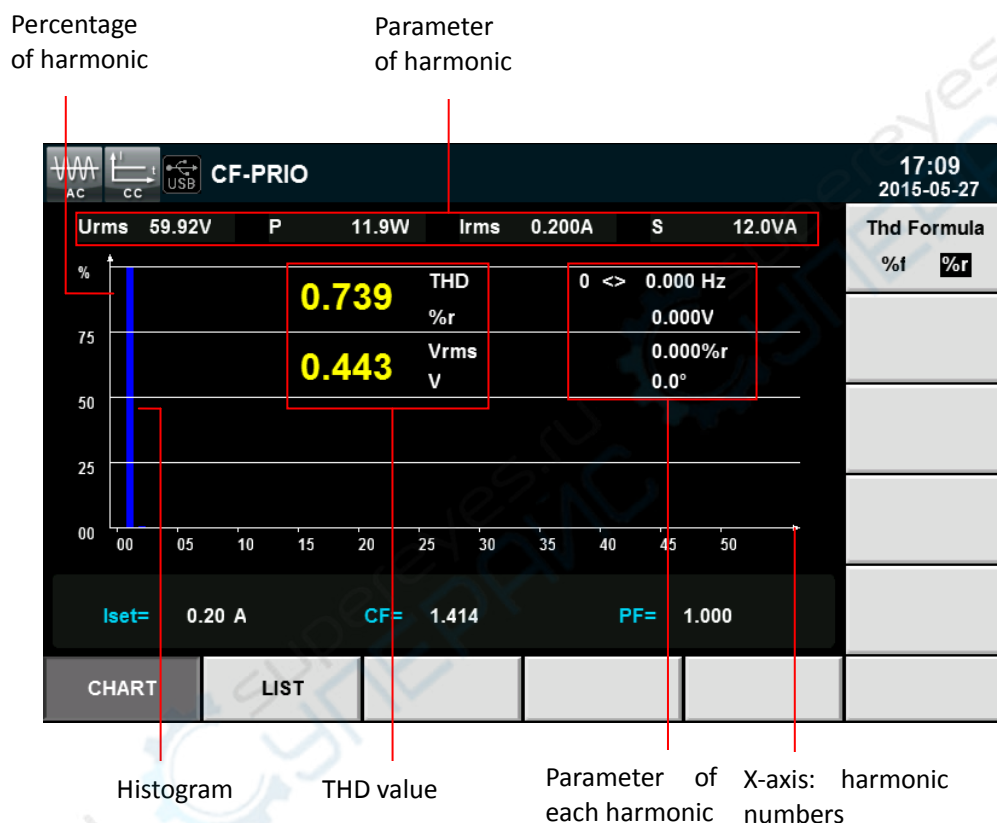 Percentage
of harmonic
Parameter
of harmonic
AC
CC
USB
CF-PRIO
17:09
2015-05-27
Urms 59.92V P 11.9W Irms 0.200A S 12.0VA
Thd Formula
%f %r
%
75
50
25
00
0.739 THD
%r
0.443 Vrms
V
0 <> 0.000 Hz
0.000V
0.000%r
0.0°
00 05 10 15 20 25 30 35 40 45 50
Iset= 0.20 A CF= 1.414 PF= 1.000
CHART LIST
Histogram
THD value
Parameter of
each harmonic
X-axis: harmonic
numbers
supereyes.ru
СУПЕРАЙС